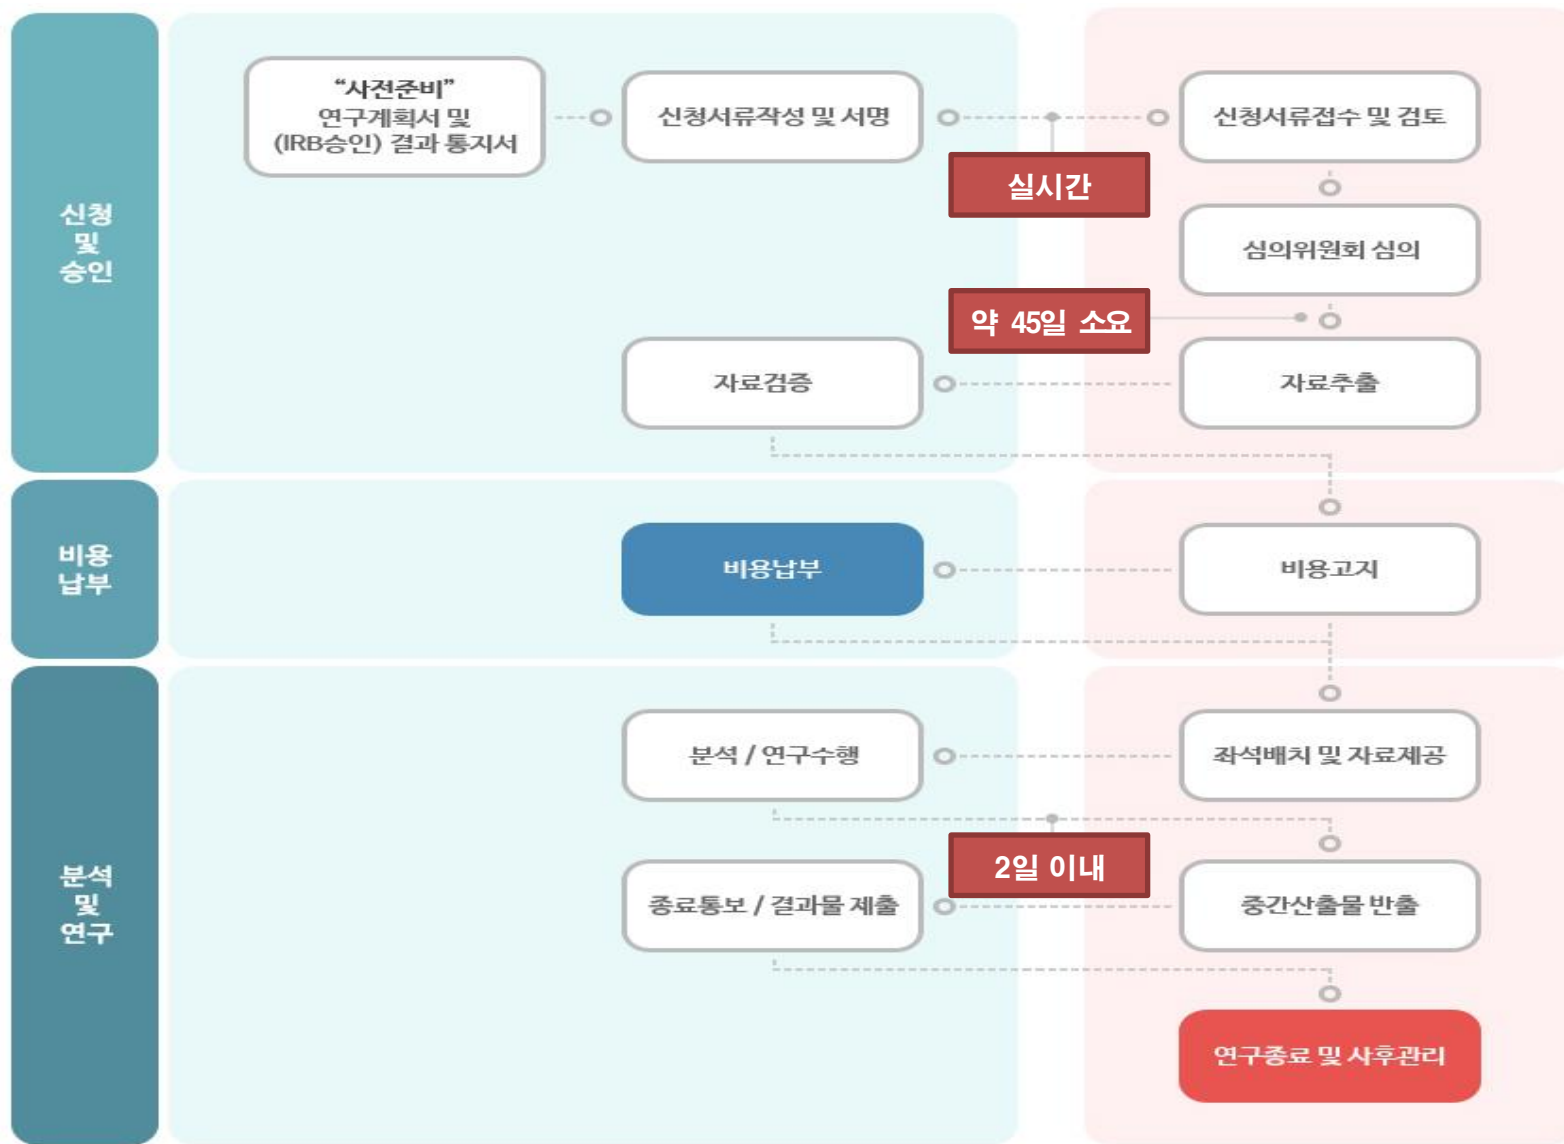 신청
및
승인
“사전준비”
연구계획서 및
(IRB승인) 결과 통지서
신청서류작성 및 서명
신청서류접수 및 검토
실시간
심의위원회 심의
약 45일 소요
자료검증
자료추출
비용
납부
비용납부
비용고지
분석
및
연구
분석 / 연구수행
좌석배치 및 자료제공
2일 이내
종료통보 / 결과물 제출
중간산출물 반출
연구종료 및 사후관리